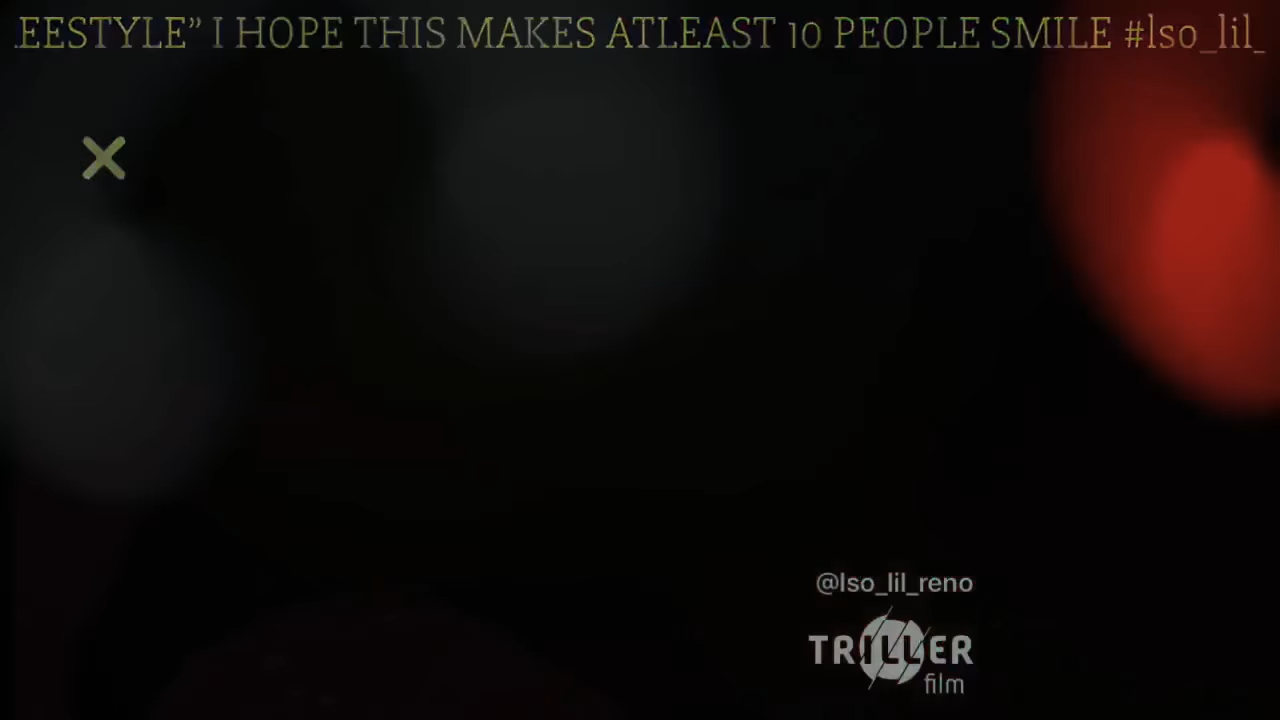 .EESTYLE” I HOPE THIS MAKES ATLEAST 10 PEOPLE SMILE #lso_lil_
@lso_lil_reno
TRILLER
film